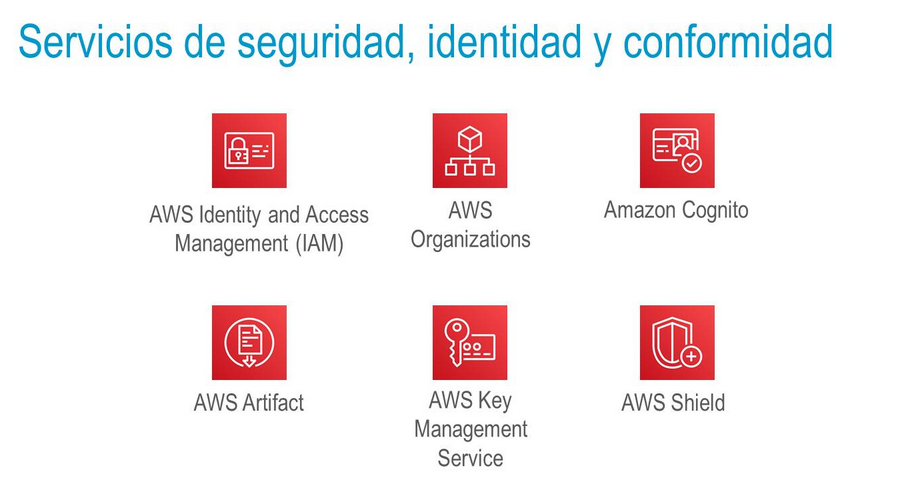 Servicios de seguridad, identidad y conformidad
AWS Identity and Access
Management (IAM)
AWS
Organizations
Amazon Cognito
AWS Artifact
AWS Key
Management
Service
AWS Shield